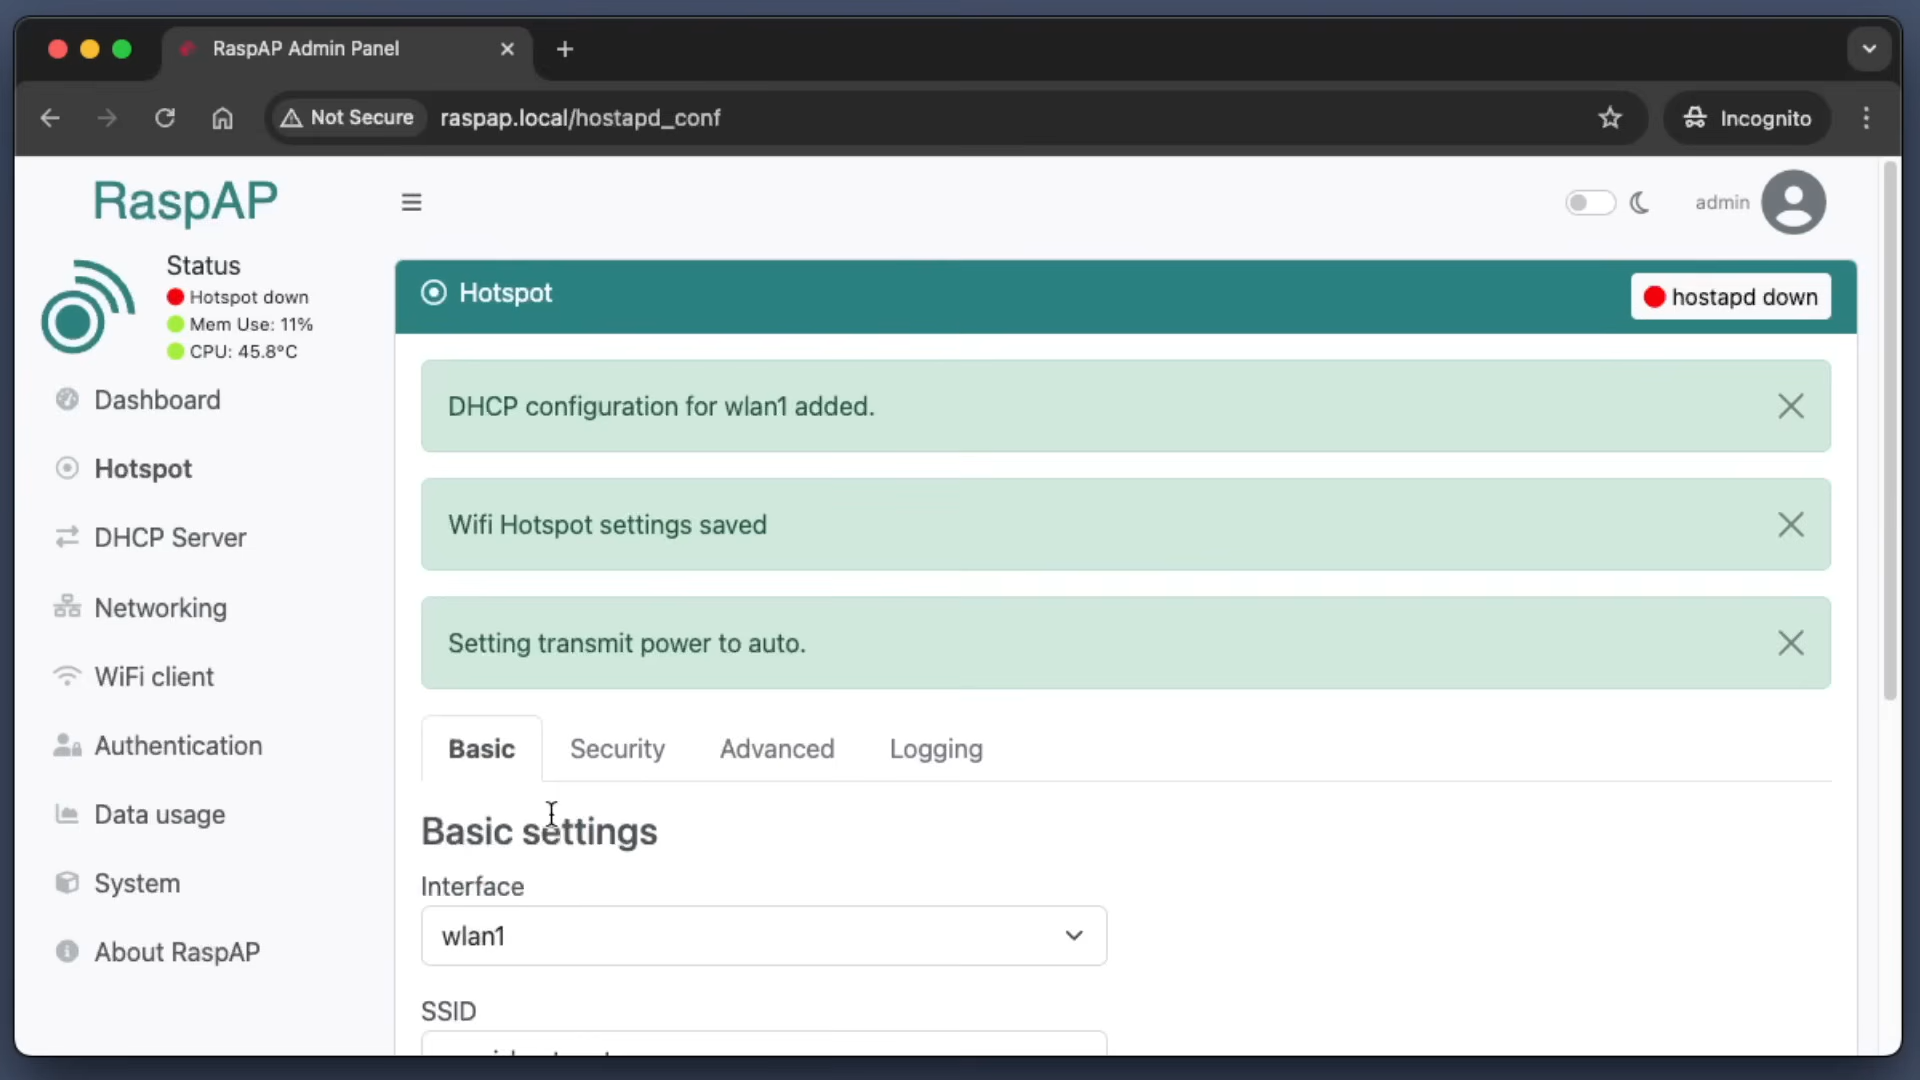 RaspAP Admin Panel
Not Secure
raspap.local/hostapd_conf
Incognito
RaspAP
admin
Status
Hotspot down
Mem Use: 11%
CPU: 45.8°C
Dashboard
Hotspot
DHCP Server
Networking
WiFi client
Authentication
Data usage
System
About RaspAP
Hotspot
hostapd down
DHCP configuration for wlan1 added.
Wifi Hotspot settings saved
Setting transmit power to auto.
Basic
Security
Advanced
Logging
Basic settings
Interface
wlan1
SSID